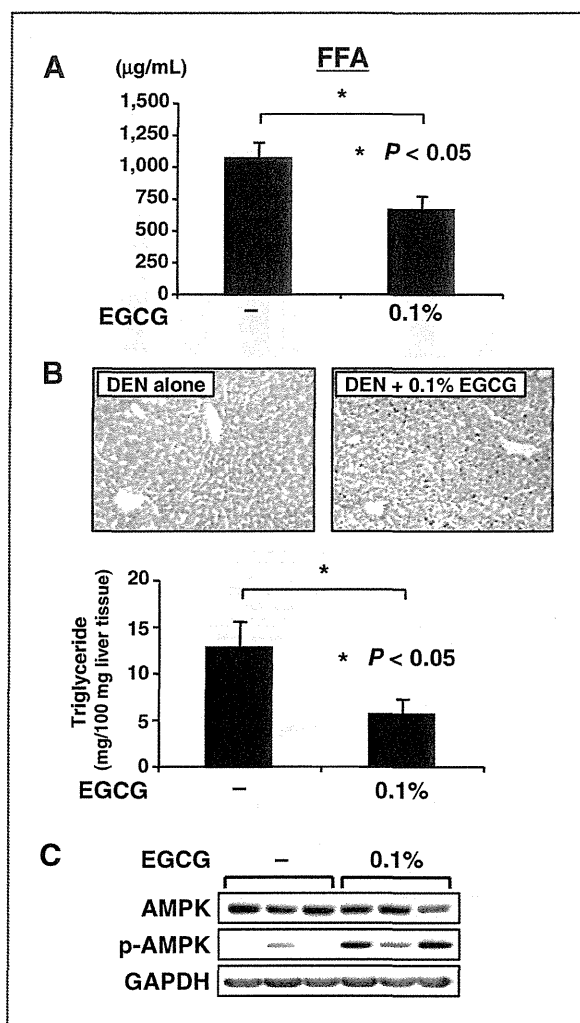 A
(µg/mL)
FFA
1,500
1,250
1,000
750
500
250
0
*
* P < 0.05
EGCG – 0.1%
B
DEN alone
DEN + 0.1% EGCG
Triglyceride
(mg/100 mg liver tissue)
20
15
10
5
0
*
* P < 0.05
EGCG – 0.1%
C
EGCG – 0.1%
AMPK
p-AMPK
GAPDH